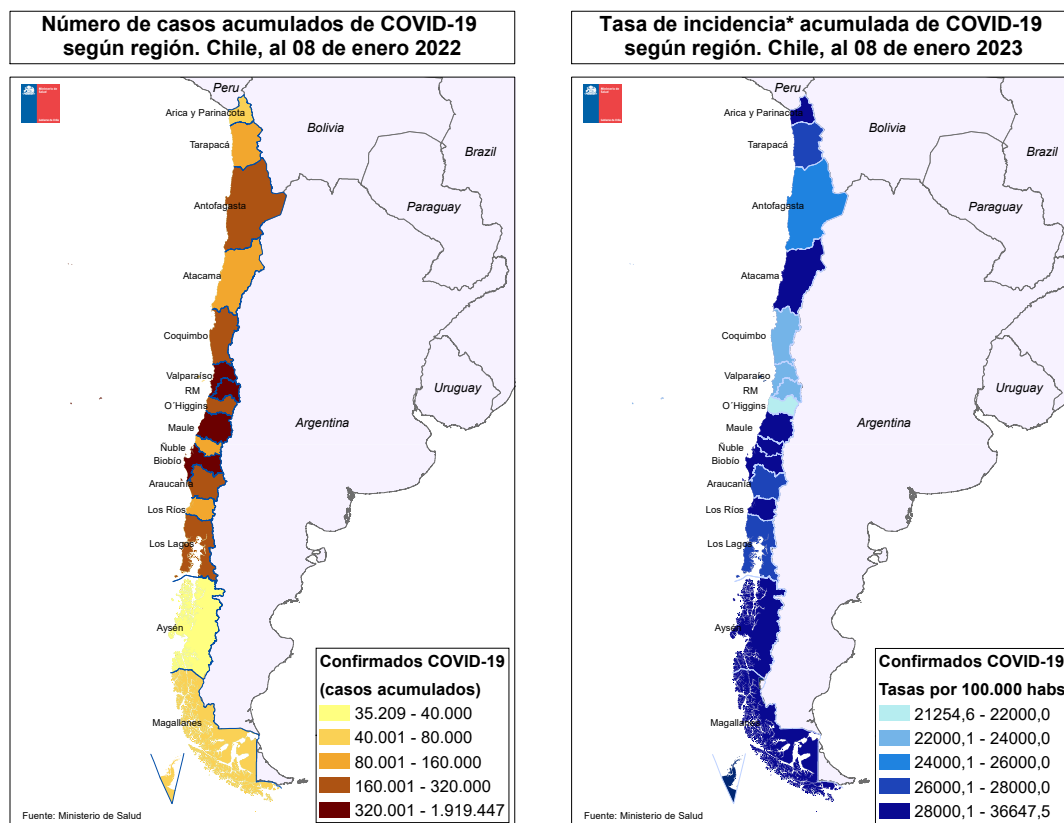 Número de casos acumulados de COVID-19
según región. Chile, al 08 de enero 2022
Peru
Arica y Parinacota
Bolivia
Tarapacá
Brazil
Antofagasta
Paraguay
Atacama
Coquimbo
Valparaíso
RM
Uruguay
O´Higgins
Argentina
Maule
Ñuble
Biobío
Araucanía
Los Ríos
Los Lagos
Aysén
Magallanes
Confirmados COVID-19
(casos acumulados)
35.209 - 40.000
40.001 - 80.000
80.001 - 160.000
160.001 - 320.000
320.001 - 1.919.447
Fuente: Ministerio de Salud
Tasa de incidencia* acumulada de COVID-19
según región. Chile, al 08 de enero 2023
Peru
Arica y Parinacota
Bolivia
Tarapacá
Brazil
Antofagasta
Paraguay
Atacama
Coquimbo
Valparaíso
RM
Uruguay
O´Higgins
Argentina
Maule
Ñuble
Biobío
Araucanía
Los Ríos
Los Lagos
Aysén
Magallanes
Confirmados COVID-19
Tasas por 100.000 habs
21254,6 - 22000,0
22000,1 - 24000,0
24000,1 - 26000,0
26000,1 - 28000,0
28000,1 - 36647,5
Fuente: Ministerio de Salud